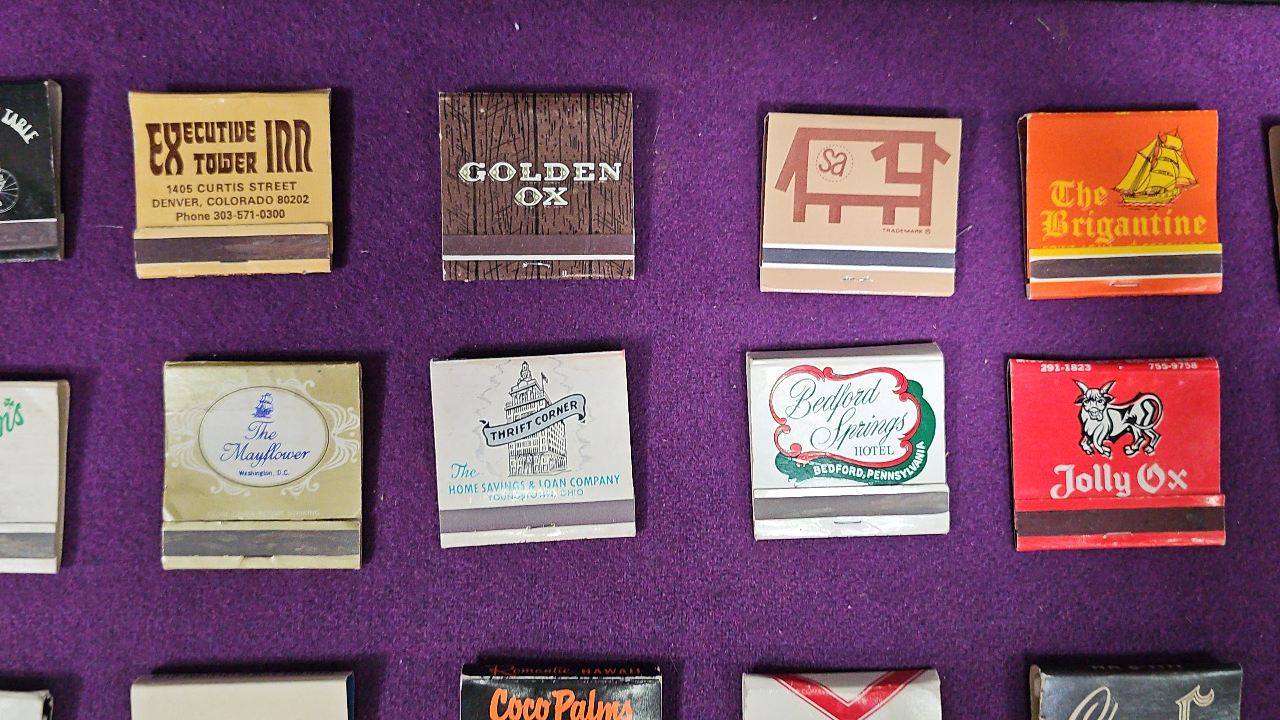 TABLE
EXECUTIVE
TOWER INN
1405 CURTIS STREET
DENVER, COLORADO 80202
Phone 303-571-0300
GOLDEN
OX
sa
TRADEMARK ®
The
Brigantine
The
Mayflower
Washington, D.C.
THRIFT CORNER
The
HOME SAVINGS & LOAN COMPANY
YOUNGSTOWN, OHIO
Bedford
Springs
HOTEL
BEDFORD, PENNSYLVANIA
291-1823 755-9758
Jolly Ox
Romantic HAWAII
Coco Palms